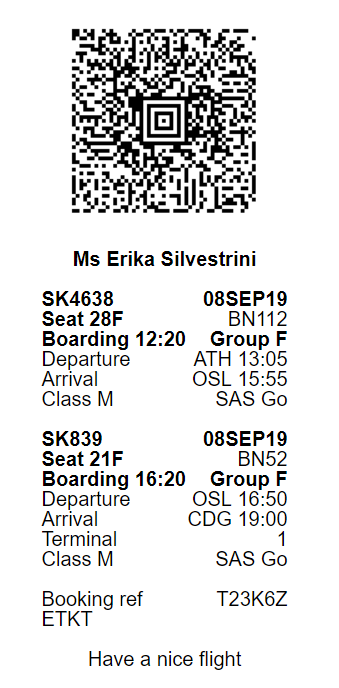 Ms Erika Silvestrini
SK4638 08SEP19
Seat 28F BN112
Boarding 12:20 Group F
Departure ATH 13:05
Arrival OSL 15:55
Class M SAS Go
SK839 08SEP19
Seat 21F BN52
Boarding 16:20 Group F
Departure OSL 16:50
Arrival CDG 19:00
Terminal 1
Class M SAS Go
Booking ref T23K6Z
ETKT
Have a nice flight